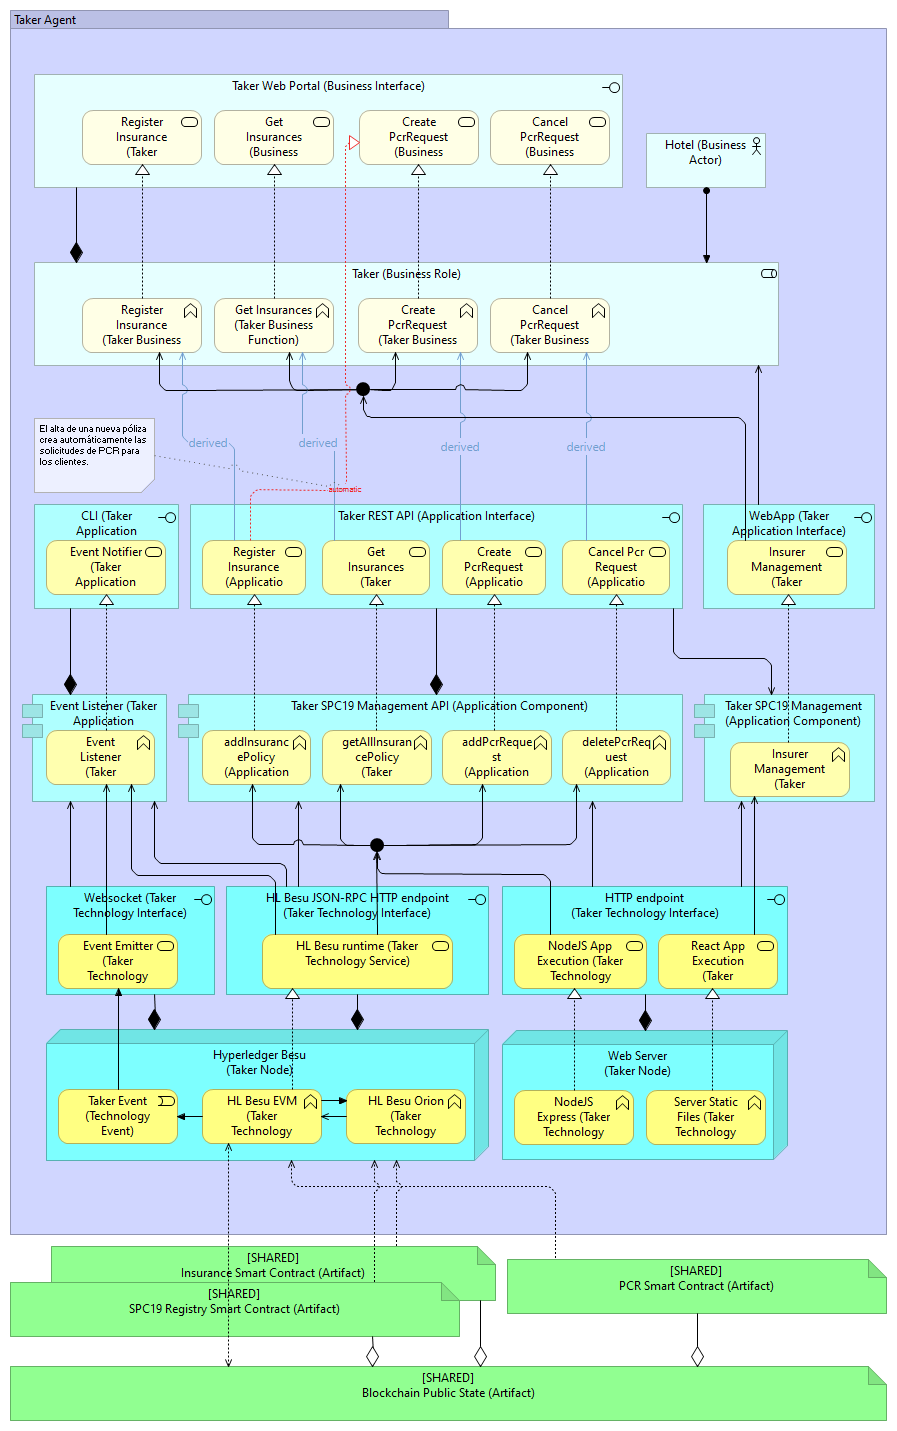 Taker Agent
Taker Web Portal (Business Interface)
Register
Insurance
(Taker
Get
Insurances
(Business
Create
PcrRequest
(Business
Cancel
PcrRequest
(Business
Hotel (Business
Actor)
Taker (Business Role)
Register
Insurance
(Taker Business
Get Insurances
(Taker Business
Function)
Create
PcrRequest
(Taker Business
Cancel
PcrRequest
(Taker Business
El alta de una nueva póliza
crea automáticamente las
solicitudes de PCR para
los clientes.
derived
derived
derived
derived
automatic
CLI (Taker
Application
Event Notifier
(Taker
Application
Taker REST API (Application Interface)
Register
Insurance
(Applicatio
Get
Insurances
(Taker
Create
PcrRequest
(Applicatio
Cancel Pcr
Request
(Applicatio
WebApp (Taker
Application Interface)
Insurer
Management
(Taker
Event Listener (Taker
Application
Event
Listener
(Taker
Taker SPC19 Management API (Application Component)
addInsuranc
ePolicy
(Application
getAllInsuran
cePolicy
(Taker
addPcrReque
st
(Application
deletePcrReq
uest
(Application
Taker SPC19 Management
(Application Component)
Insurer
Management
(Taker
Websocket (Taker
Technology Interface)
Event Emitter
(Taker
Technology
HL Besu JSON-RPC HTTP endpoint
(Taker Technology Interface)
HL Besu runtime (Taker
Technology Service)
HTTP endpoint
(Taker Technology Interface)
NodeJS App
Execution (Taker
Technology
React App
Execution
(Taker
Hyperledger Besu
(Taker Node)
Taker Event
(Technology
Event)
HL Besu EVM
(Taker
Technology
HL Besu Orion
(Taker
Technology
Web Server
(Taker Node)
NodeJS
Express (Taker
Technology
Server Static
Files (Taker
Technology
[SHARED]
Insurance Smart Contract (Artifact)
[SHARED]
SPC19 Registry Smart Contract (Artifact)
[SHARED]
PCR Smart Contract (Artifact)
[SHARED]
Blockchain Public State (Artifact)